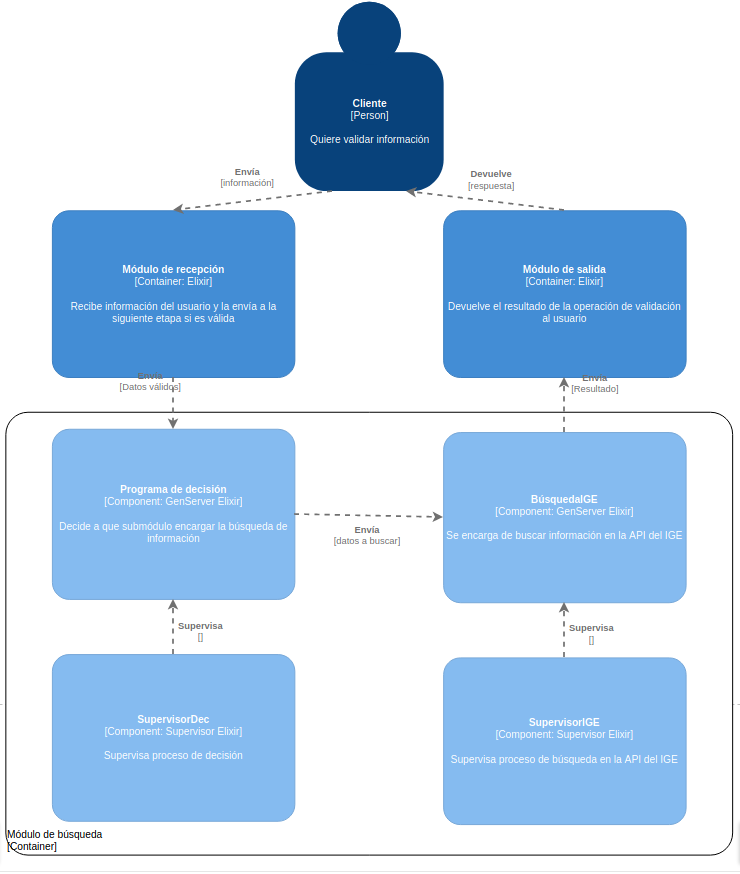 Cliente
[Person]
Quiere validar información
Envía
[información]
Devuelve
[respuesta]
Módulo de recepción
[Container: Elixir]
Recibe información del usuario y la envía a la
siguiente etapa si es válida
Módulo de salida
[Container: Elixir]
Devuelve el resultado de la operación de validación
al usuario
Envía
[Datos válidos]
Envía
[Resultado]
Programa de decisión
[Component: GenServer Elixir]
Decide a que submódulo encargar la búsqueda de
información
Envía
[datos a buscar]
BúsquedaIGE
[Component: GenServer Elixir]
Se encarga de buscar información en la API del IGE
Supervisa
[]
Supervisa
[]
SupervisorDec
[Component: Supervisor Elixir]
Supervisa proceso de decisión
SupervisorIGE
[Component: Supervisor Elixir]
Supervisa proceso de búsqueda en la API del IGE
Módulo de búsqueda
[Container]